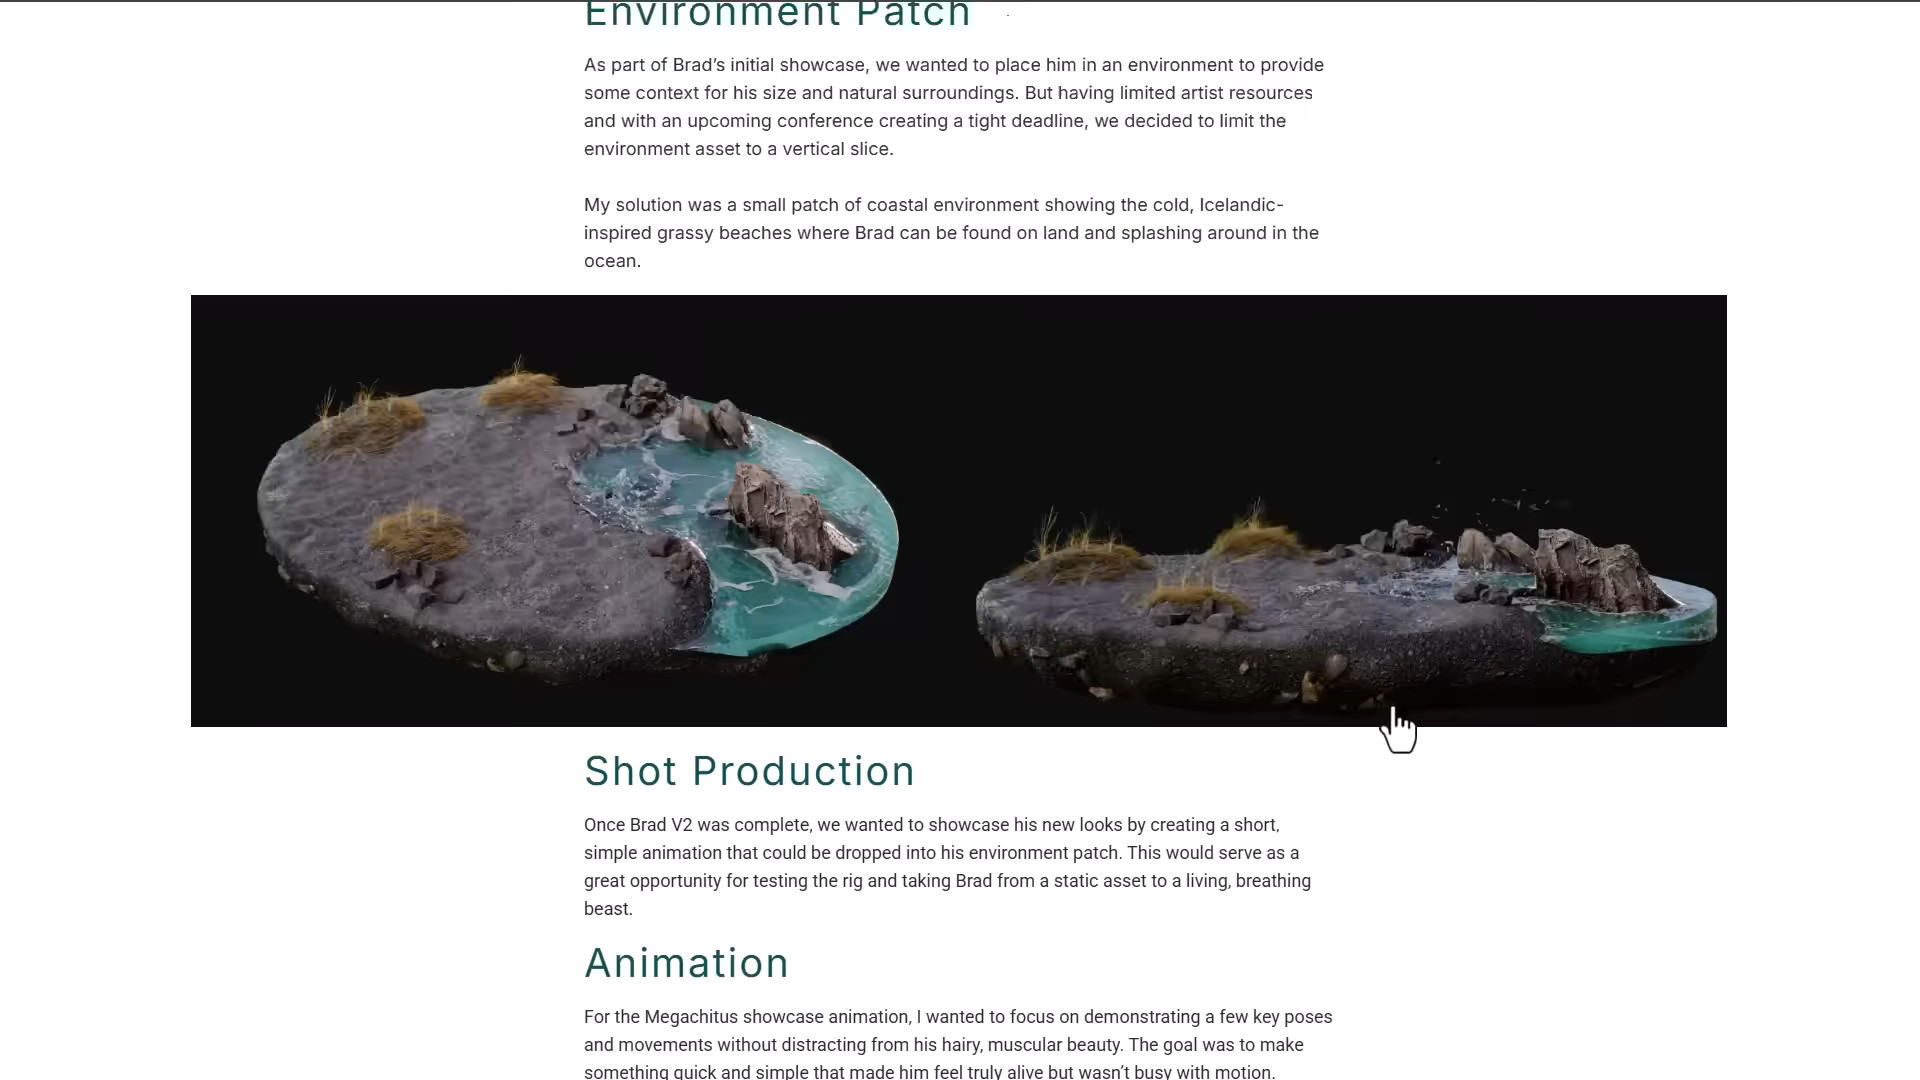 Environment Patch
As part of Brad’s initial showcase, we wanted to place him in an environment to provide
some context for his size and natural surroundings. But having limited artist resources
and with an upcoming conference creating a tight deadline, we decided to limit the
environment asset to a vertical slice.
My solution was a small patch of coastal environment showing the cold, Icelandic-
inspired grassy beaches where Brad can be found on land and splashing around in the
ocean.
Shot Production
Once Brad V2 was complete, we wanted to showcase his new looks by creating a short,
simple animation that could be dropped into his environment patch. This would serve as a
great opportunity for testing the rig and taking Brad from a static asset to a living, breathing
beast.
Animation
For the Megachitus showcase animation, I wanted to focus on demonstrating a few key poses
and movements without distracting from his hairy, muscular beauty. The goal was to make
something quick and simple that made him feel truly alive but wasn’t busy with motion.